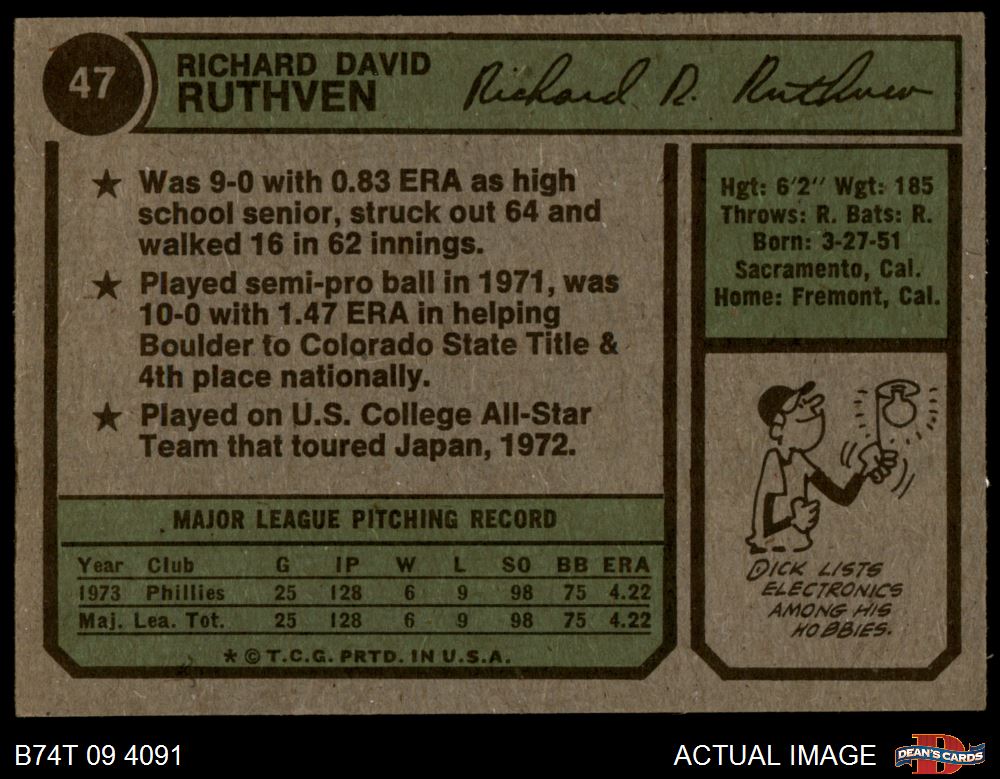 47
RICHARD DAVID
RUTHVEN
Richard D. Ruthven
★ Was 9-0 with 0.83 ERA as high
school senior, struck out 64 and
walked 16 in 62 innings.
★ Played semi-pro ball in 1971, was
10-0 with 1.47 ERA in helping
Boulder to Colorado State Title &
4th place nationally.
★ Played on U.S. College All-Star
Team that toured Japan, 1972.
Hgt: 6'2" Wgt: 185
Throws: R. Bats: R.
Born: 3-27-51
Sacramento, Cal.
Home: Fremont, Cal.
DICK LISTS
ELECTRONICS
AMONG HIS
HOBBIES.
MAJOR LEAGUE PITCHING RECORD
Year Club G IP W L SO BB ERA
1973 Phillies 25 128 6 9 98 75 4.22
Maj. Lea. Tot. 25 128 6 9 98 75 4.22
★ © T.C.G. PRTD. IN U.S.A.
B74T 09 4091
ACTUAL IMAGE
DEAN'S CARDS